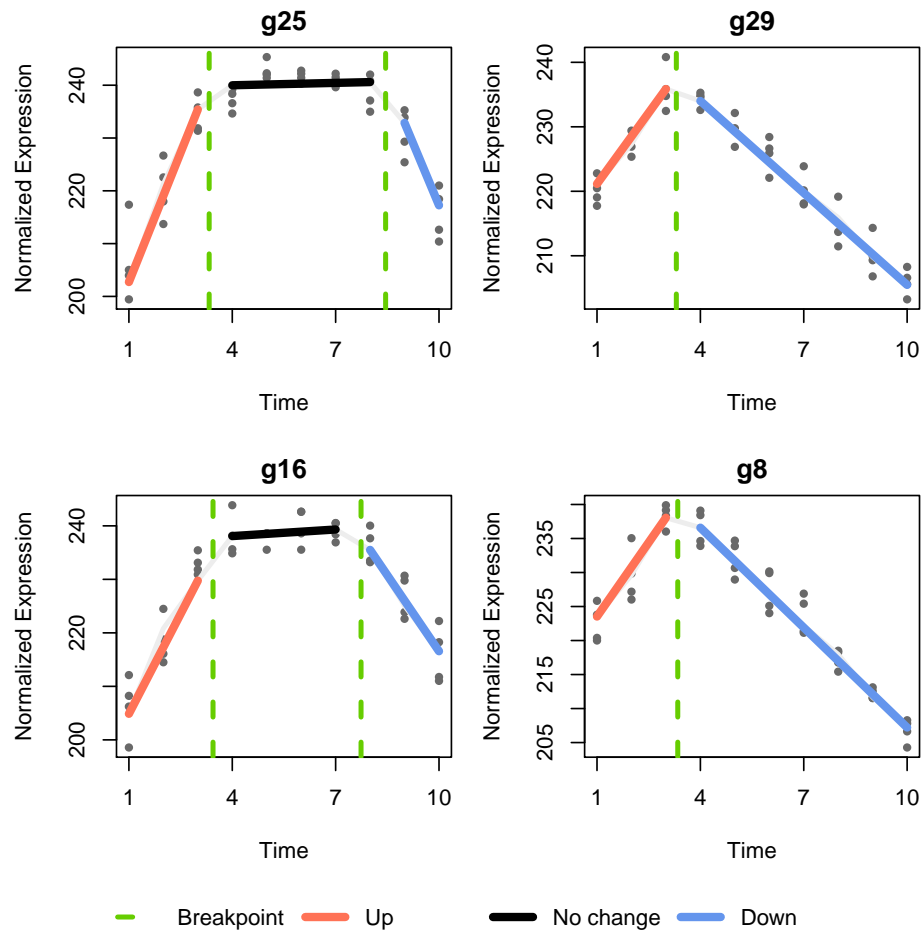 g25
Normalized Expression
200
220
240
1
4
7
10
Time
g29
Normalized Expression
210
220
230
240
1
4
7
10
Time
g16
Normalized Expression
200
220
240
1
4
7
10
Time
g8
Normalized Expression
205
215
225
235
1
4
7
10
Time
Breakpoint Up No change Down